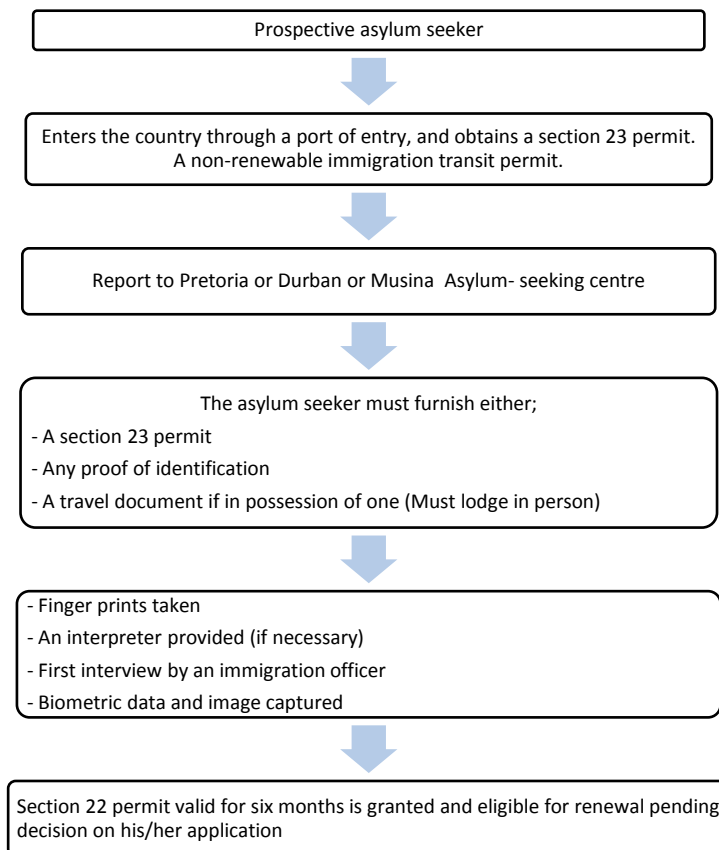 Prospective asylum seeker
Enters the country through a port of entry, and obtains a section 23 permit.
A non-renewable immigration transit permit.
Report to Pretoria or Durban or Musina Asylum- seeking centre
The asylum seeker must furnish either;
- A section 23 permit
- Any proof of identification
- A travel document if in possession of one (Must lodge in person)
- Finger prints taken
- An interpreter provided (if necessary)
- First interview by an immigration officer
- Biometric data and image captured
Section 22 permit valid for six months is granted and eligible for renewal pending
decision on his/her application